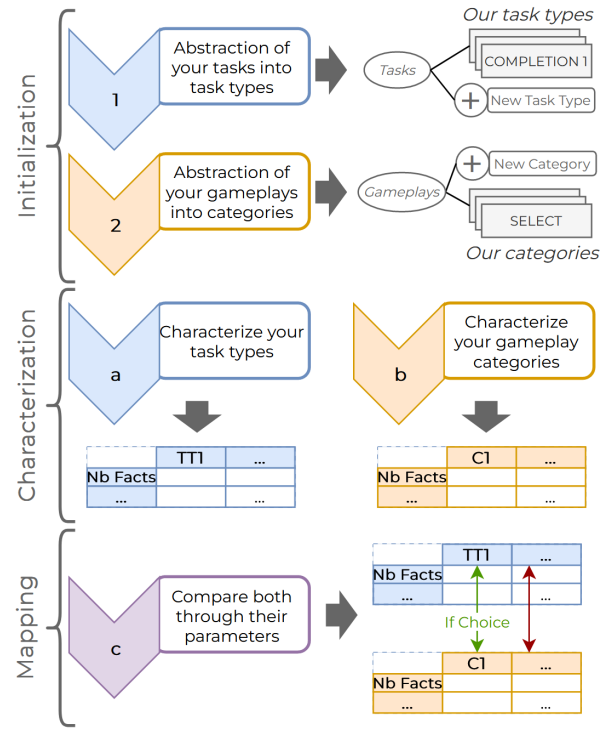 Initialization
1
Abstraction of
your tasks into
task types
Tasks
Our task types
COMPLETION 1
New Task Type
2
Abstraction of
your gameplays
into categories
Gameplays
New Category
SELECT
Our categories
Characterization
a
Characterize your
task types
b
Characterize
your gameplay
categories
TT1 ...
Nb Facts
... ...
C1 ...
Nb Facts
... ...
Mapping
c
Compare both
through their
parameters
TT1 ...
Nb Facts
... ...
If Choice
C1 ...
Nb Facts
... ...